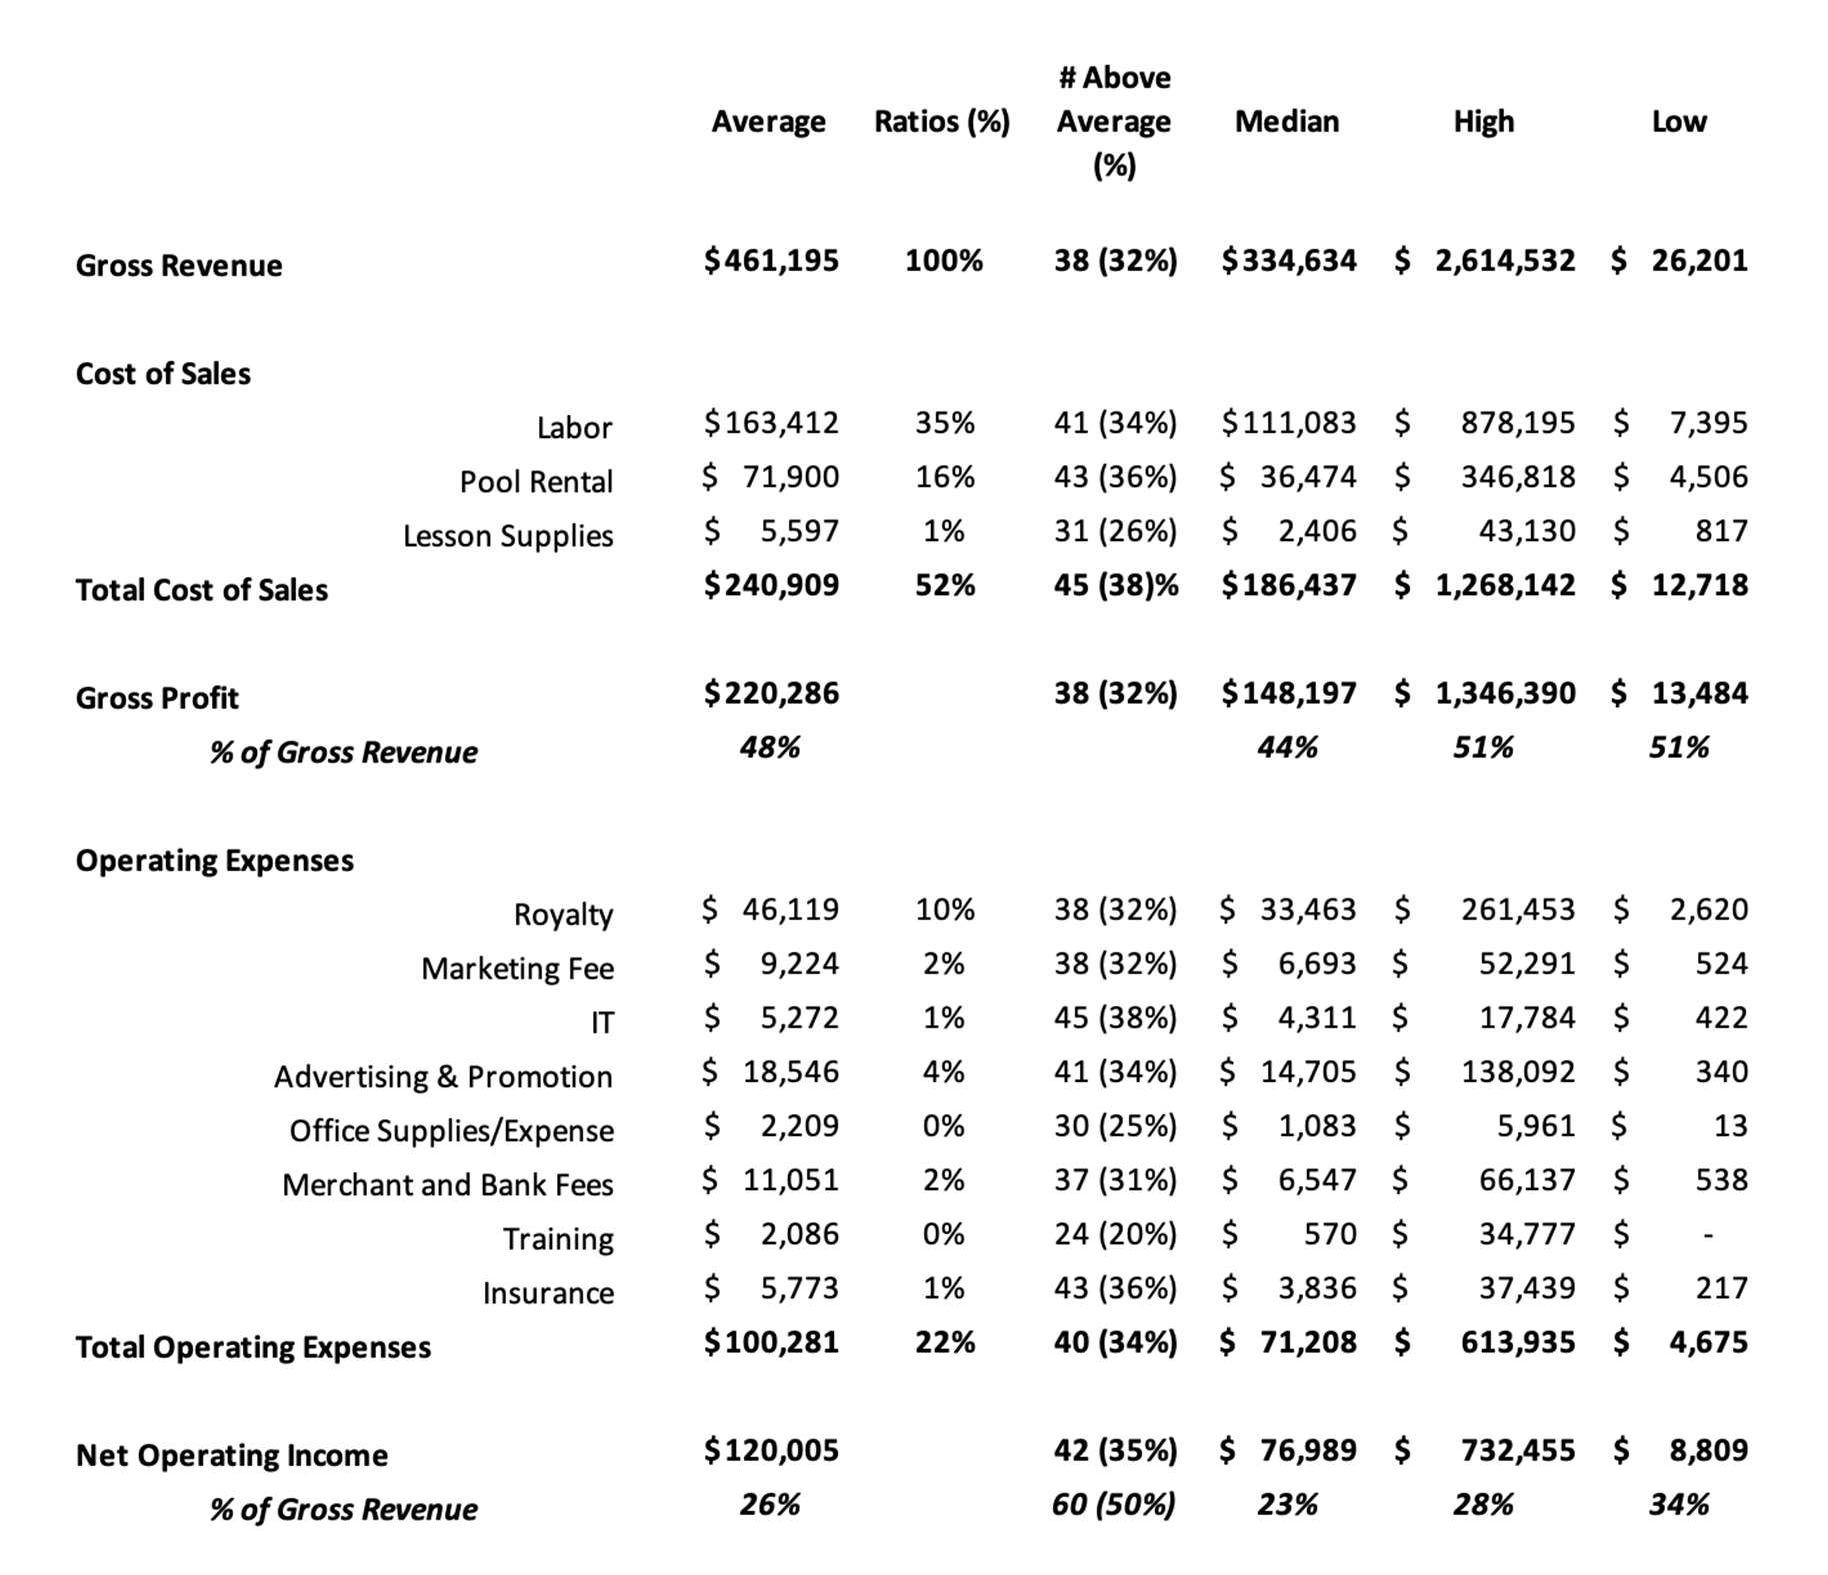 # Above
Average Ratios (%) Average Median High Low
(%)
Gross Revenue $461,195 100% 38 (32%) $334,634 $ 2,614,532 $ 26,201
Cost of Sales
Labor $163,412 35% 41 (34%) $111,083 $ 878,195 $ 7,395
Pool Rental $ 71,900 16% 43 (36%) $ 36,474 $ 346,818 $ 4,506
Lesson Supplies $ 5,597 1% 31 (26%) $ 2,406 $ 43,130 $ 817
Total Cost of Sales $240,909 52% 45 (38)% $186,437 $ 1,268,142 $ 12,718
Gross Profit $220,286 38 (32%) $148,197 $ 1,346,390 $ 13,484
% of Gross Revenue 48% 44% 51% 51%
Operating Expenses
Royalty $ 46,119 10% 38 (32%) $ 33,463 $ 261,453 $ 2,620
Marketing Fee $ 9,224 2% 38 (32%) $ 6,693 $ 52,291 $ 524
IT $ 5,272 1% 45 (38%) $ 4,311 $ 17,784 $ 422
Advertising & Promotion $ 18,546 4% 41 (34%) $ 14,705 $ 138,092 $ 340
Office Supplies/Expense $ 2,209 0% 30 (25%) $ 1,083 $ 5,961 $ 13
Merchant and Bank Fees $ 11,051 2% 37 (31%) $ 6,547 $ 66,137 $ 538
Training $ 2,086 0% 24 (20%) $ 570 $ 34,777 $ -
Insurance $ 5,773 1% 43 (36%) $ 3,836 $ 37,439 $ 217
Total Operating Expenses $100,281 22% 40 (34%) $ 71,208 $ 613,935 $ 4,675
Net Operating Income $120,005 42 (35%) $ 76,989 $ 732,455 $ 8,809
% of Gross Revenue 26% 60 (50%) 23% 28% 34%